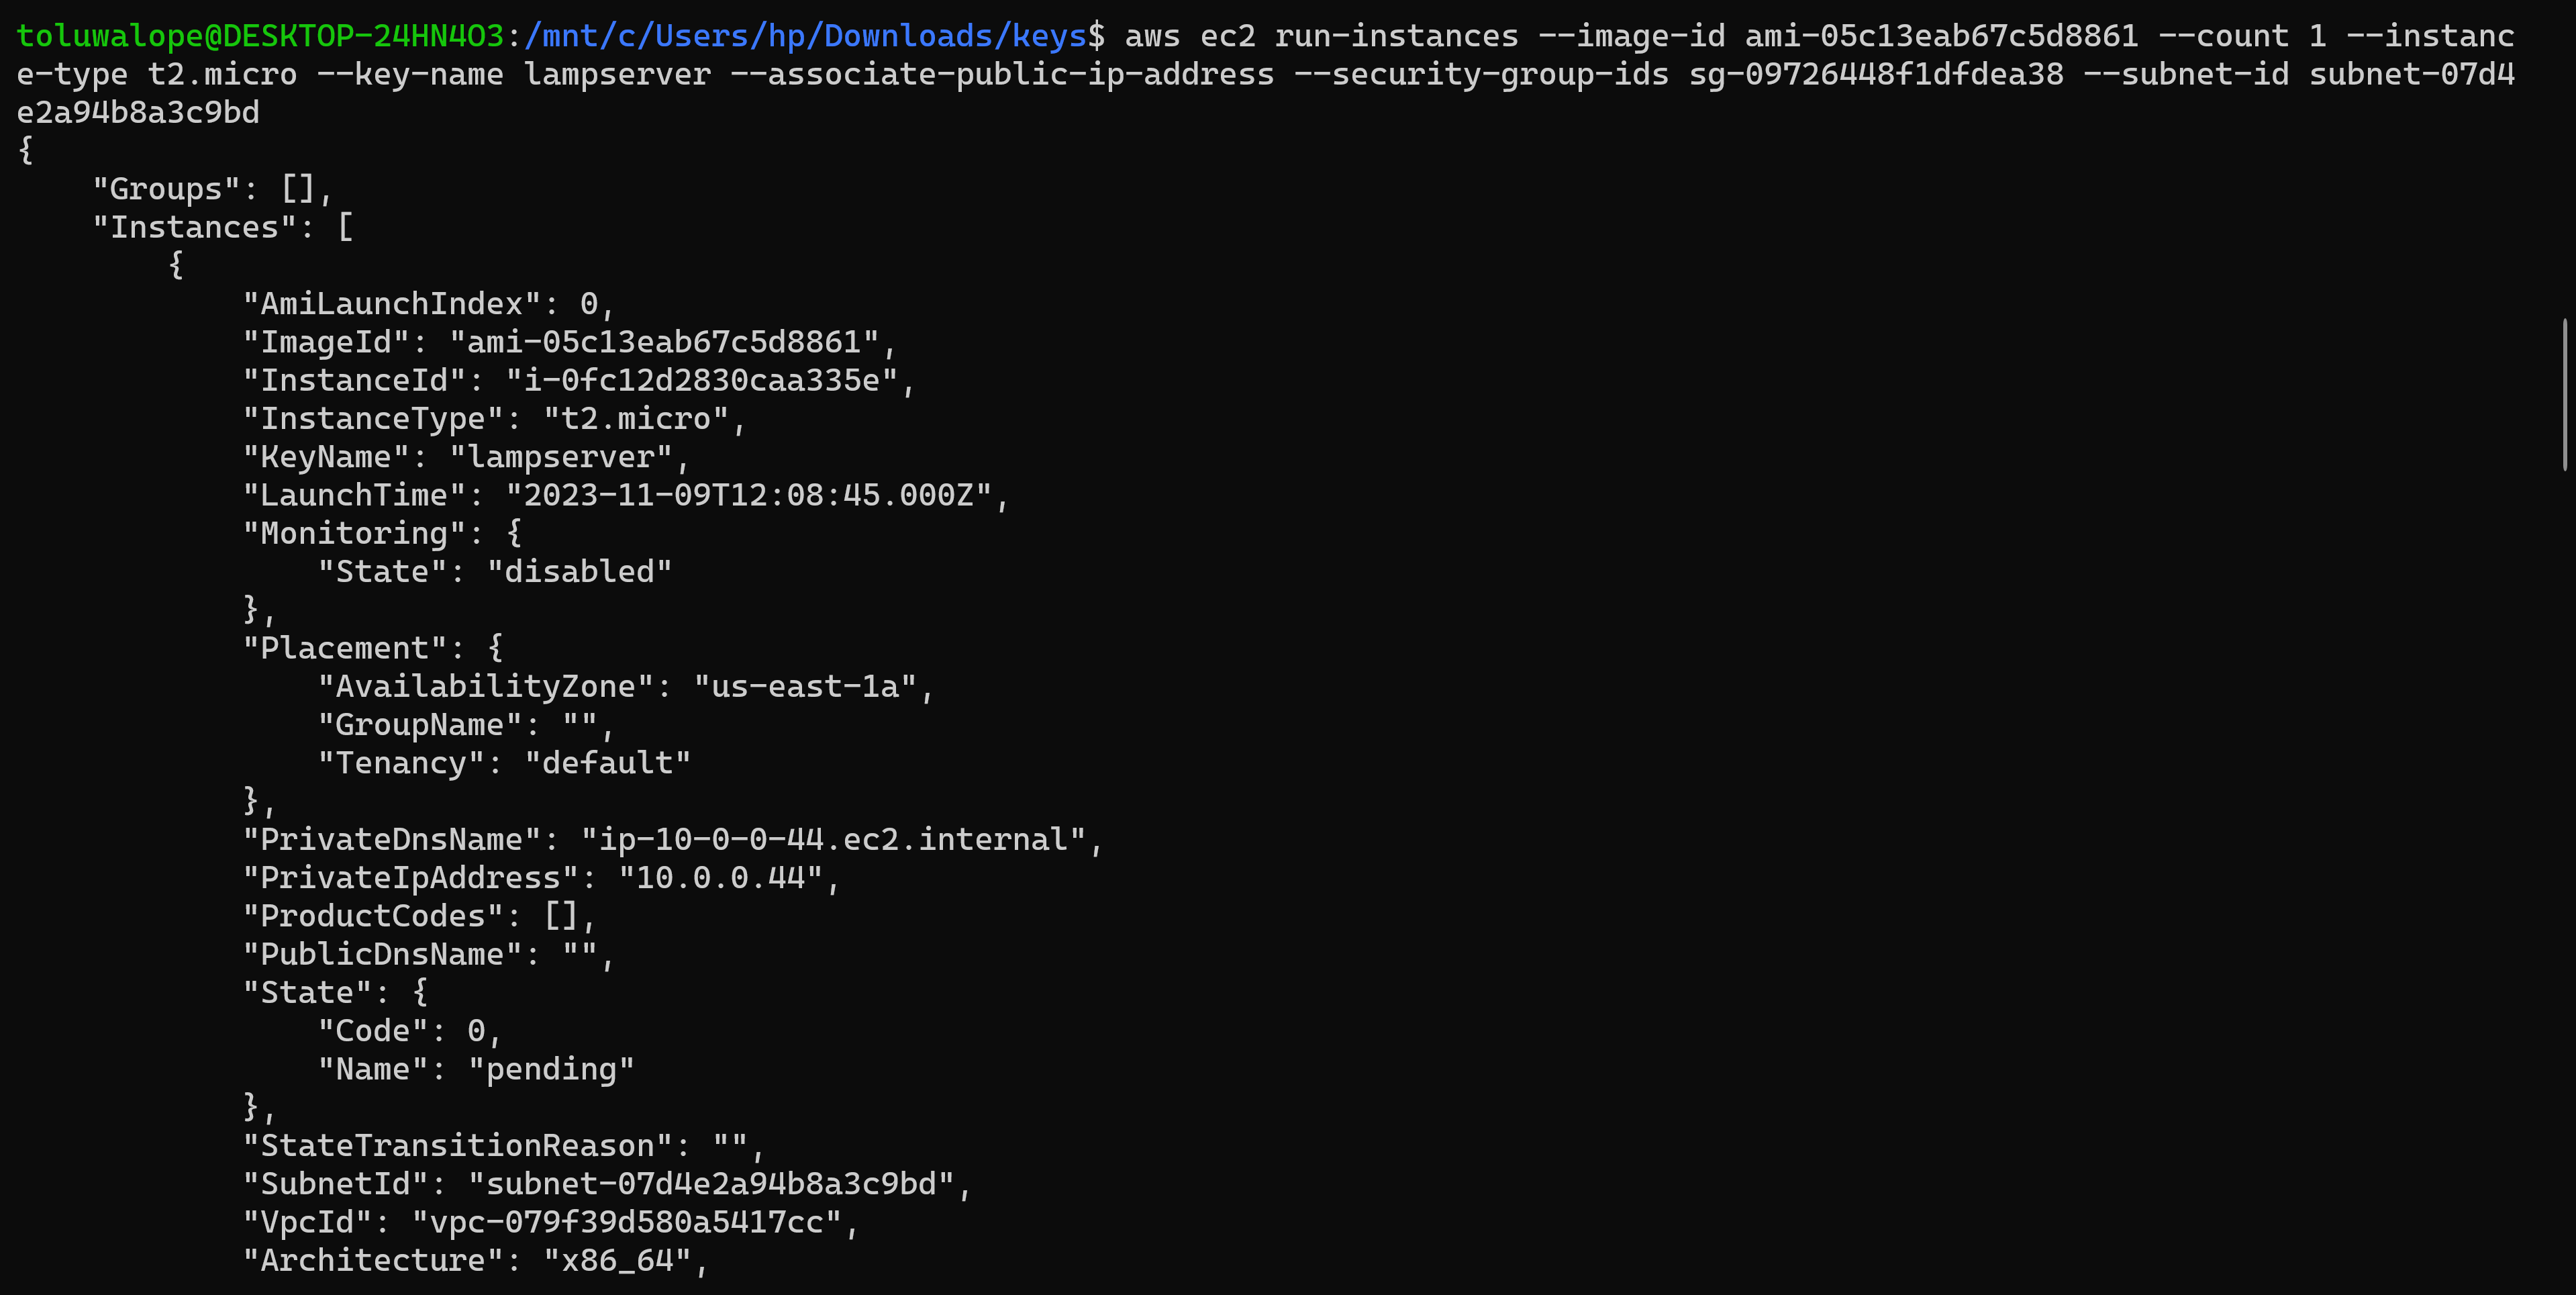 toluwalope@DESKTOP-24HN4O3:/mnt/c/Users/hp/Downloads/keys$ aws ec2 run-instances --image-id ami-05c13eab67c5d8861 --count 1 --instanc
e-type t2.micro --key-name lampserver --associate-public-ip-address --security-group-ids sg-09726448f1dfdea38 --subnet-id subnet-07d4
e2a94b8a3c9bd
{
    "Groups": [],
    "Instances": [
        {
            "AmiLaunchIndex": 0,
            "ImageId": "ami-05c13eab67c5d8861",
            "InstanceId": "i-0fc12d2830caa335e",
            "InstanceType": "t2.micro",
            "KeyName": "lampserver",
            "LaunchTime": "2023-11-09T12:08:45.000Z",
            "Monitoring": {
                "State": "disabled"
            },
            "Placement": {
                "AvailabilityZone": "us-east-1a",
                "GroupName": "",
                "Tenancy": "default"
            },
            "PrivateDnsName": "ip-10-0-0-44.ec2.internal",
            "PrivateIpAddress": "10.0.0.44",
            "ProductCodes": [],
            "PublicDnsName": "",
            "State": {
                "Code": 0,
                "Name": "pending"
            },
            "StateTransitionReason": "",
            "SubnetId": "subnet-07d4e2a94b8a3c9bd",
            "VpcId": "vpc-079f39d580a5417cc",
            "Architecture": "x86_64",